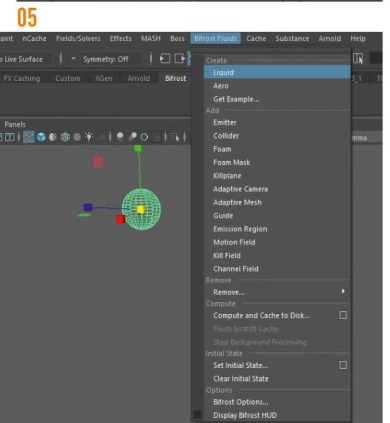 05
aint nCache Fields/Solvers Effects MASH Boss Bifrost Fluids Cache Substance Arnold Help
o Live Surface Symmetry: Off
FX Caching Custom XGen Arnold Bifrost
Panels
mma
Create
Liquid
Aero
Get Example...
Add
Emitter
Collider
Foam
Foam Mask
Killplane
Adaptive Camera
Adaptive Mesh
Guide
Emission Region
Motion Field
Kill Field
Channel Field
Remove
Remove...
Compute
Compute and Cache to Disk...
Flush Scratch Cache
Stop Background Processing
Initial State
Set Initial State...
Clear Initial State
Options
Bifrost Options...
Display Bifrost HUD